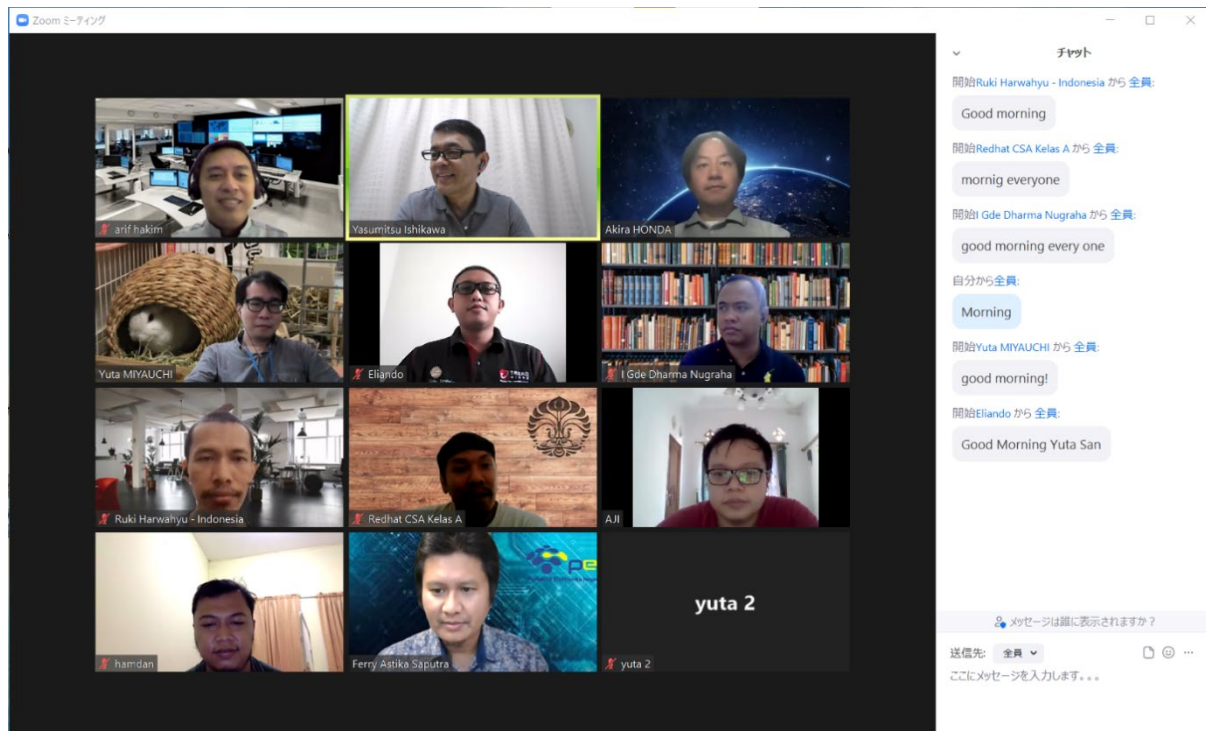 Zoom ミーティング
arif hakim
Yasumitsu Ishikawa
Akira HONDA
Yuta MIYAUCHI
Eliando
I Gde Dharma Nugraha
Ruki Harwahyu - Indonesia
Redhat CSA Kelas A
AJI
hamdan
Ferry Astika Saputra
yuta 2
yuta 2
チャット
開始Ruki Harwahyu - Indonesia から 全員:
Good morning
開始Redhat CSA Kelas A から 全員:
mornig everyone
開始I Gde Dharma Nugraha から 全員:
good morning every one
自分から全員:
Morning
開始Yuta MIYAUCHI から 全員:
good morning!
開始Eliando から 全員:
Good Morning Yuta San
メッセージは誰に表示されますか？
送信先: 全員
ここにメッセージを入力します。。。